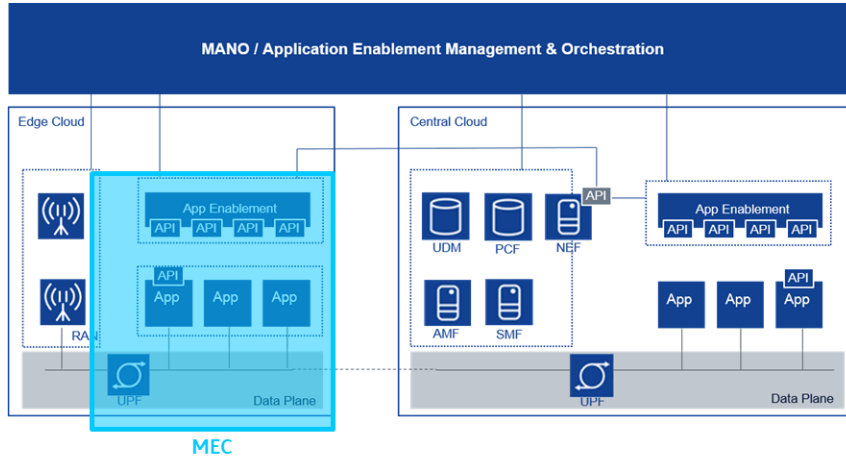 MANO / Application Enablement Management & Orchestration
Edge Cloud
App Enablement
API API API API
API
App App App
RAN
UPF
Data Plane
MEC
Central Cloud
API
UDM PCF NEF
AMF SMF
App Enablement
API API API API
API
App App App
UPF
Data Plane